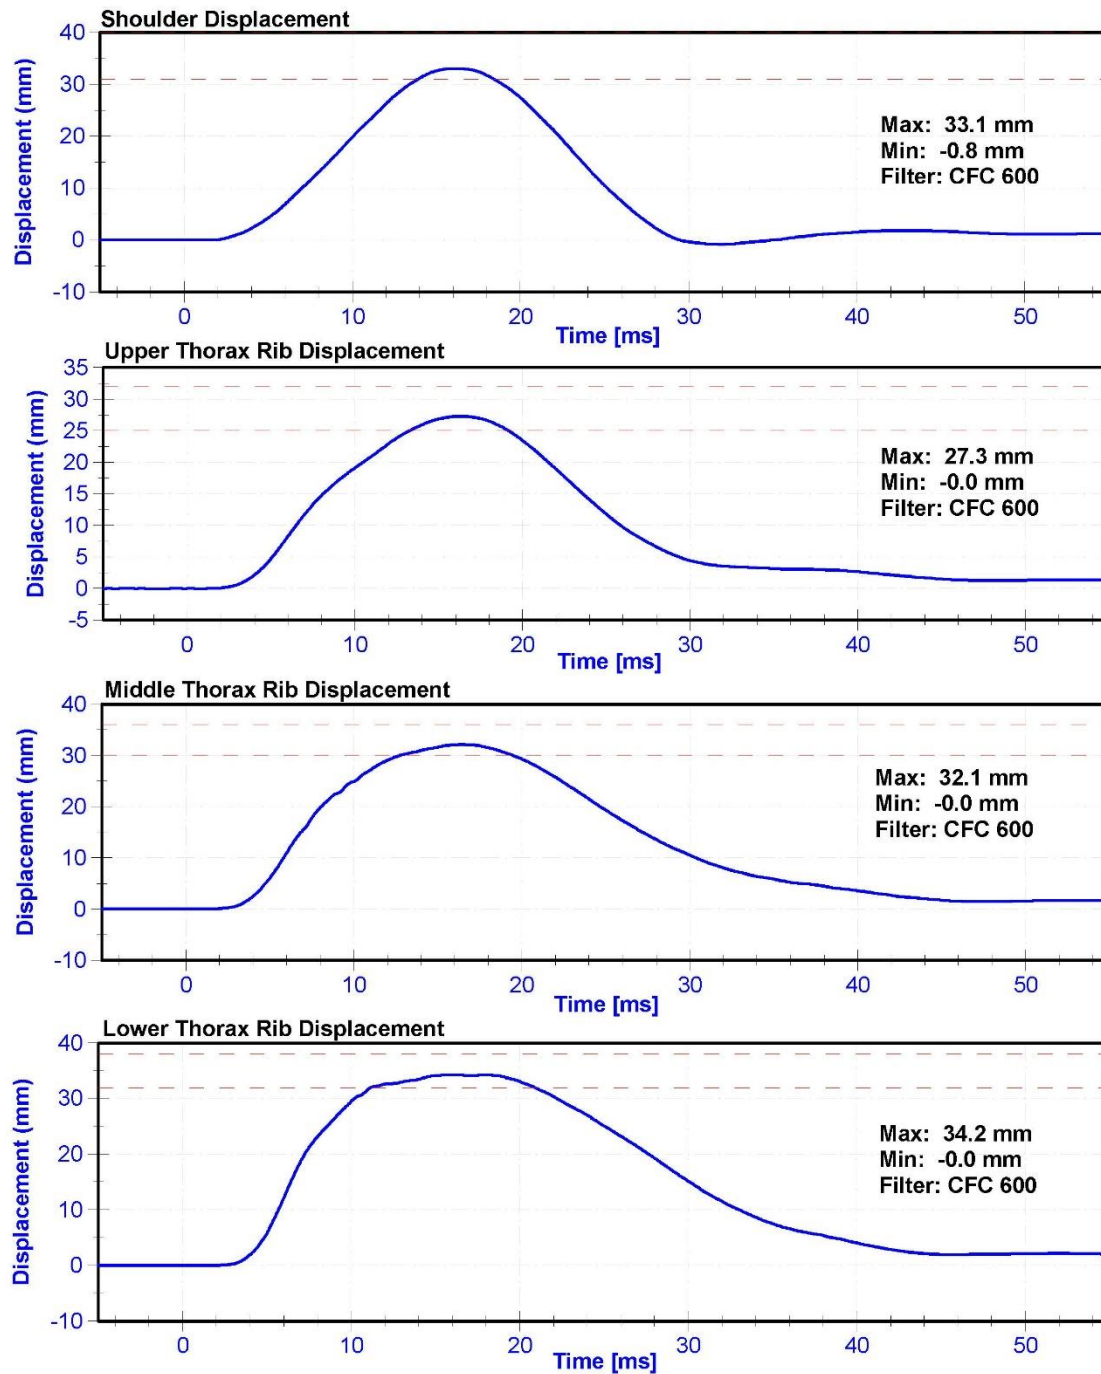 Shoulder Displacement
Displacement (mm)
40
30
20
10
0
-10
Max: 33.1 mm
Min: -0.8 mm
Filter: CFC 600
0 10 20 30 40 50
Time [ms]
Upper Thorax Rib Displacement
Displacement (mm)
35
30
25
20
15
10
5
0
-5
Max: 27.3 mm
Min: -0.0 mm
Filter: CFC 600
0 10 20 30 40 50
Time [ms]
Middle Thorax Rib Displacement
Displacement (mm)
40
30
20
10
0
-10
Max: 32.1 mm
Min: -0.0 mm
Filter: CFC 600
0 10 20 30 40 50
Time [ms]
Lower Thorax Rib Displacement
Displacement (mm)
40
30
20
10
0
-10
Max: 34.2 mm
Min: -0.0 mm
Filter: CFC 600
0 10 20 30 40 50
Time [ms]